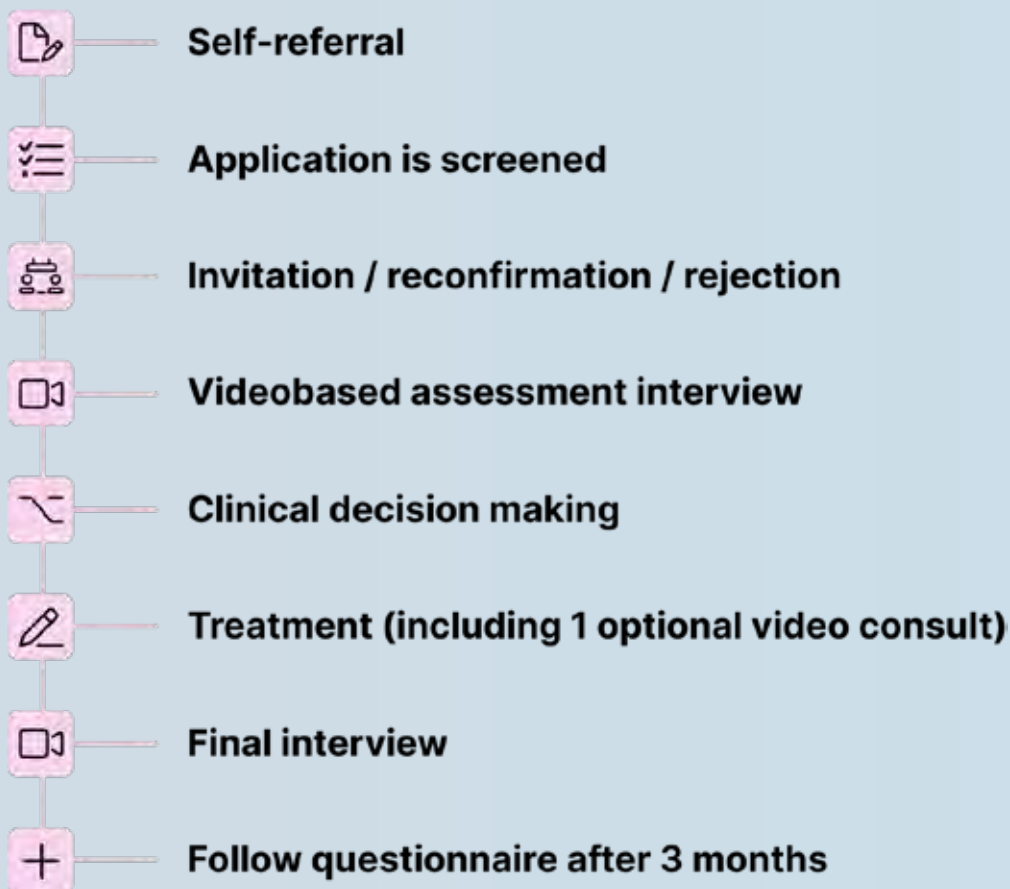 Self-referral
Application is screened
Invitation / reconfirmation / rejection
Videobased assessment interview
Clinical decision making
Treatment (including 1 optional video consult)
Final interview
Follow questionnaire after 3 months